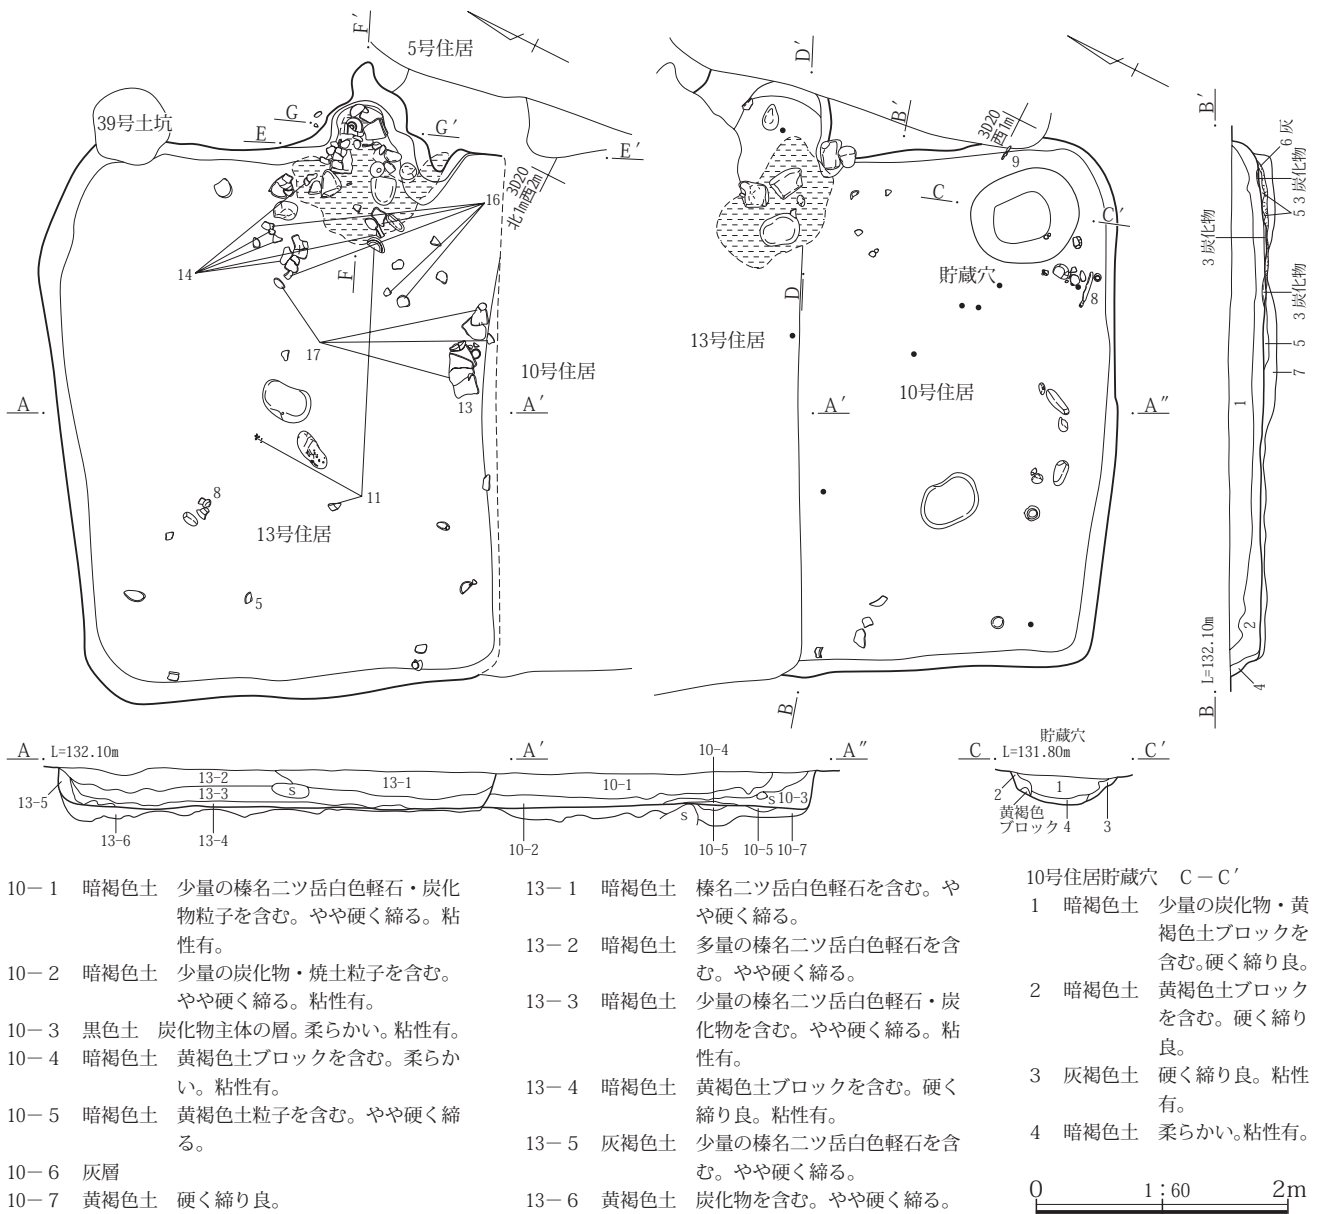 F′
5号住居
39号土坑
G
G′
E
E′
3D20
北1m西2m
16
14
F
17
10号住居
13
A
A′
11
8
13号住居
5
D′
B′
3D20
西1m
9
C
C′
貯蔵穴
8
D
13号住居
10号住居
A′
A″
B
B′
6 灰
3 炭化物
5
3 炭化物
3 炭化物
5
7
1
2
4
L=132.10m
B
A
L=132.10m
A′
10-4
A″
13-2
13-1
13-3
S
10-1
S
10-3
13-5
13-6
13-4
S
10-2
10-5
10-5
10-7
貯蔵穴
C
L=131.80m
C′
1
2
黄褐色
ブロック
4
3
10－1 暗褐色土 少量の榛名二ツ岳白色軽石・炭化
物粒子を含む。やや硬く締る。粘
性有。
10－2 暗褐色土 少量の炭化物・焼土粒子を含む。
やや硬く締る。粘性有。
10－3 黒色土 炭化物主体の層。柔らかい。粘性有。
10－4 暗褐色土 黄褐色土ブロックを含む。柔らか
い。粘性有。
10－5 暗褐色土 黄褐色土粒子を含む。やや硬く締
る。
10－6 灰層
10－7 黄褐色土 硬く締り良。
13－1 暗褐色土 榛名二ツ岳白色軽石を含む。や
や硬く締る。
13－2 暗褐色土 多量の榛名二ツ岳白色軽石を含
む。やや硬く締る。
13－3 暗褐色土 少量の榛名二ツ岳白色軽石・炭
化物を含む。やや硬く締る。粘
性有。
13－4 暗褐色土 黄褐色土ブロックを含む。硬く
締り良。粘性有。
13－5 灰褐色土 少量の榛名二ツ岳白色軽石を含
む。やや硬く締る。
13－6 黄褐色土 炭化物を含む。やや硬く締る。
10号住居貯蔵穴 C－C′
1 暗褐色土 少量の炭化物・黄
褐色土ブロックを
含む。硬く締り良。
2 暗褐色土 黄褐色土ブロック
を含む。硬く締り
良。
3 灰褐色土 硬く締り良。粘性
有。
4 暗褐色土 柔らかい。粘性有。
0 1：60 2m